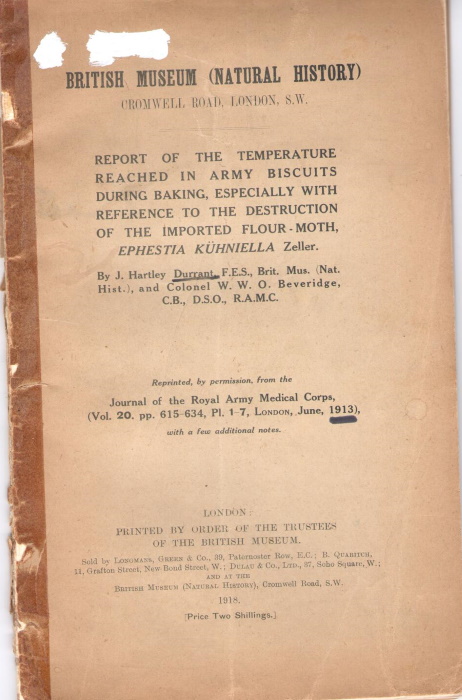 BRITISH MUSEUM (NATURAL HISTORY)
CROMWELL ROAD, LONDON, S.W.
REPORT OF THE TEMPERATURE
REACHED IN ARMY BISCUITS
DURING BAKING, ESPECIALLY WITH
REFERENCE TO THE DESTRUCTION
OF THE IMPORTED FLOUR-MOTH,
EPHESTIA KÜHNIELLA Zeller.
By J. Hartley Durrant, F.E.S., Brit. Mus. (Nat.
Hist.), and Colonel W. W. O. Beveridge,
C.B., D.S.O., R.A.M.C.
Reprinted, by permission, from the
Journal of the Royal Army Medical Corps,
(Vol. 20. pp. 615-634, Pl. 1-7, LONDON, June, 1913),
with a few additional notes.
LONDON:
PRINTED BY ORDER OF THE TRUSTEES
OF THE BRITISH MUSEUM.
Sold by LONGMANS, GREEN & Co., 39, Paternoster Row, E.C.; B. QUARITCH,
11, Grafton Street, New Bond Street, W.; DULAU & Co., LTD., 37, Soho Square, W.;
AND AT THE
BRITISH MUSEUM (NATURAL HISTORY), Cromwell Road, S.W.
1918.
[Price Two Shillings.]